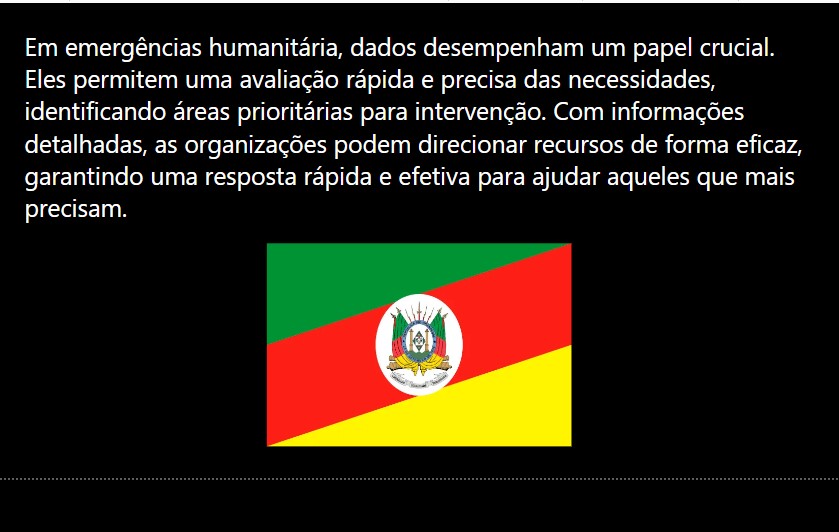 Em emergências humanitária, dados desempenham um papel crucial.
Eles permitem uma avaliação rápida e precisa das necessidades,
identificando áreas prioritárias para intervenção. Com informações
detalhadas, as organizações podem direcionar recursos de forma eficaz,
garantindo uma resposta rápida e efetiva para ajudar aqueles que mais
precisam.